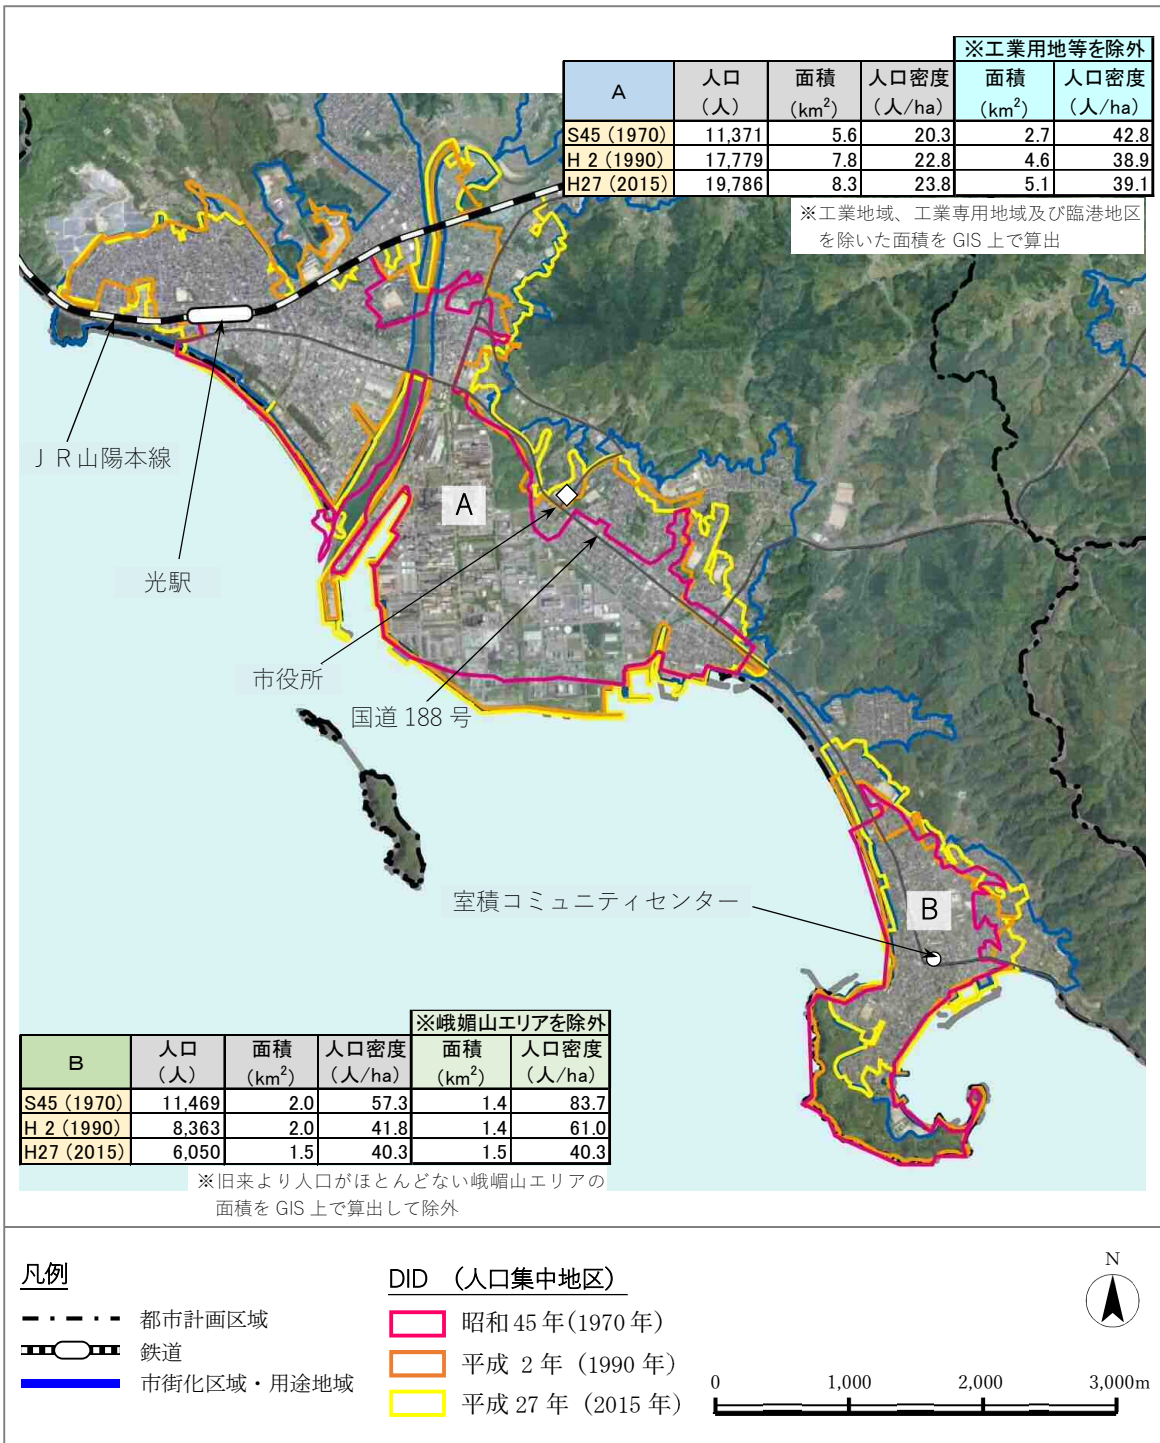 ※工業用地等を除外
A 人口 面積 人口密度 面積 人口密度
(人) (km²) (人/ha) (km²) (人/ha)
S45 (1970) 11,371 5.6 20.3 2.7 42.8
H 2 (1990) 17,779 7.8 22.8 4.6 38.9
H27 (2015) 19,786 8.3 23.8 5.1 39.1
※工業地域、工業専用地域及び臨港地区
を除いた面積を GIS 上で算出
JR山陽本線
A
光駅
市役所
国道 188 号
室積コミュニティセンター
B
※峨媚山エリアを除外
B 人口 面積 人口密度 面積 人口密度
(人) (km²) (人/ha) (km²) (人/ha)
S45 (1970) 11,469 2.0 57.3 1.4 83.7
H 2 (1990) 8,363 2.0 41.8 1.4 61.0
H27 (2015) 6,050 1.5 40.3 1.5 40.3
※旧来より人口がほとんどない峨嵋山エリアの
面積を GIS 上で算出して除外
凡例
都市計画区域
鉄道
市街化区域・用途地域
DID (人口集中地区)
昭和 45 年(1970 年)
平成 2 年 (1990 年)
平成 27 年 (2015 年)
N
0 1,000 2,000 3,000m